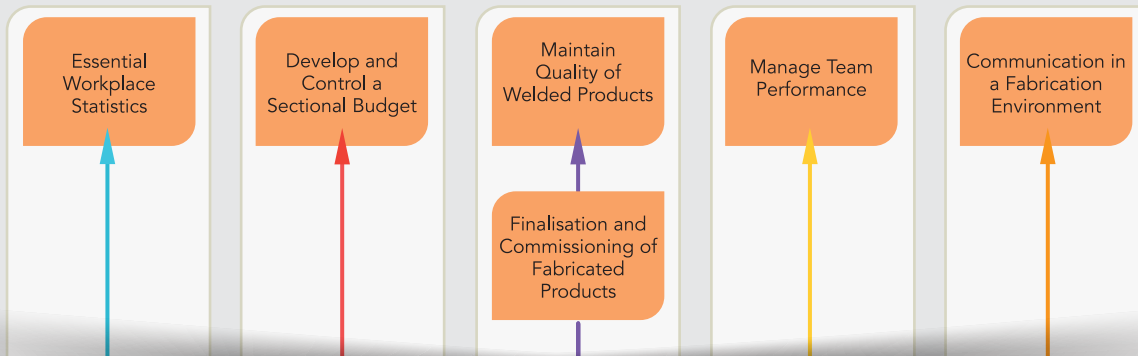 Essential
Workplace
Statistics
Develop and
Control a
Sectional Budget
Maintain
Quality of
Welded Products
Manage Team
Performance
Communication in
a Fabrication
Environment
Finalisation and
Commissioning of
Fabricated
Products